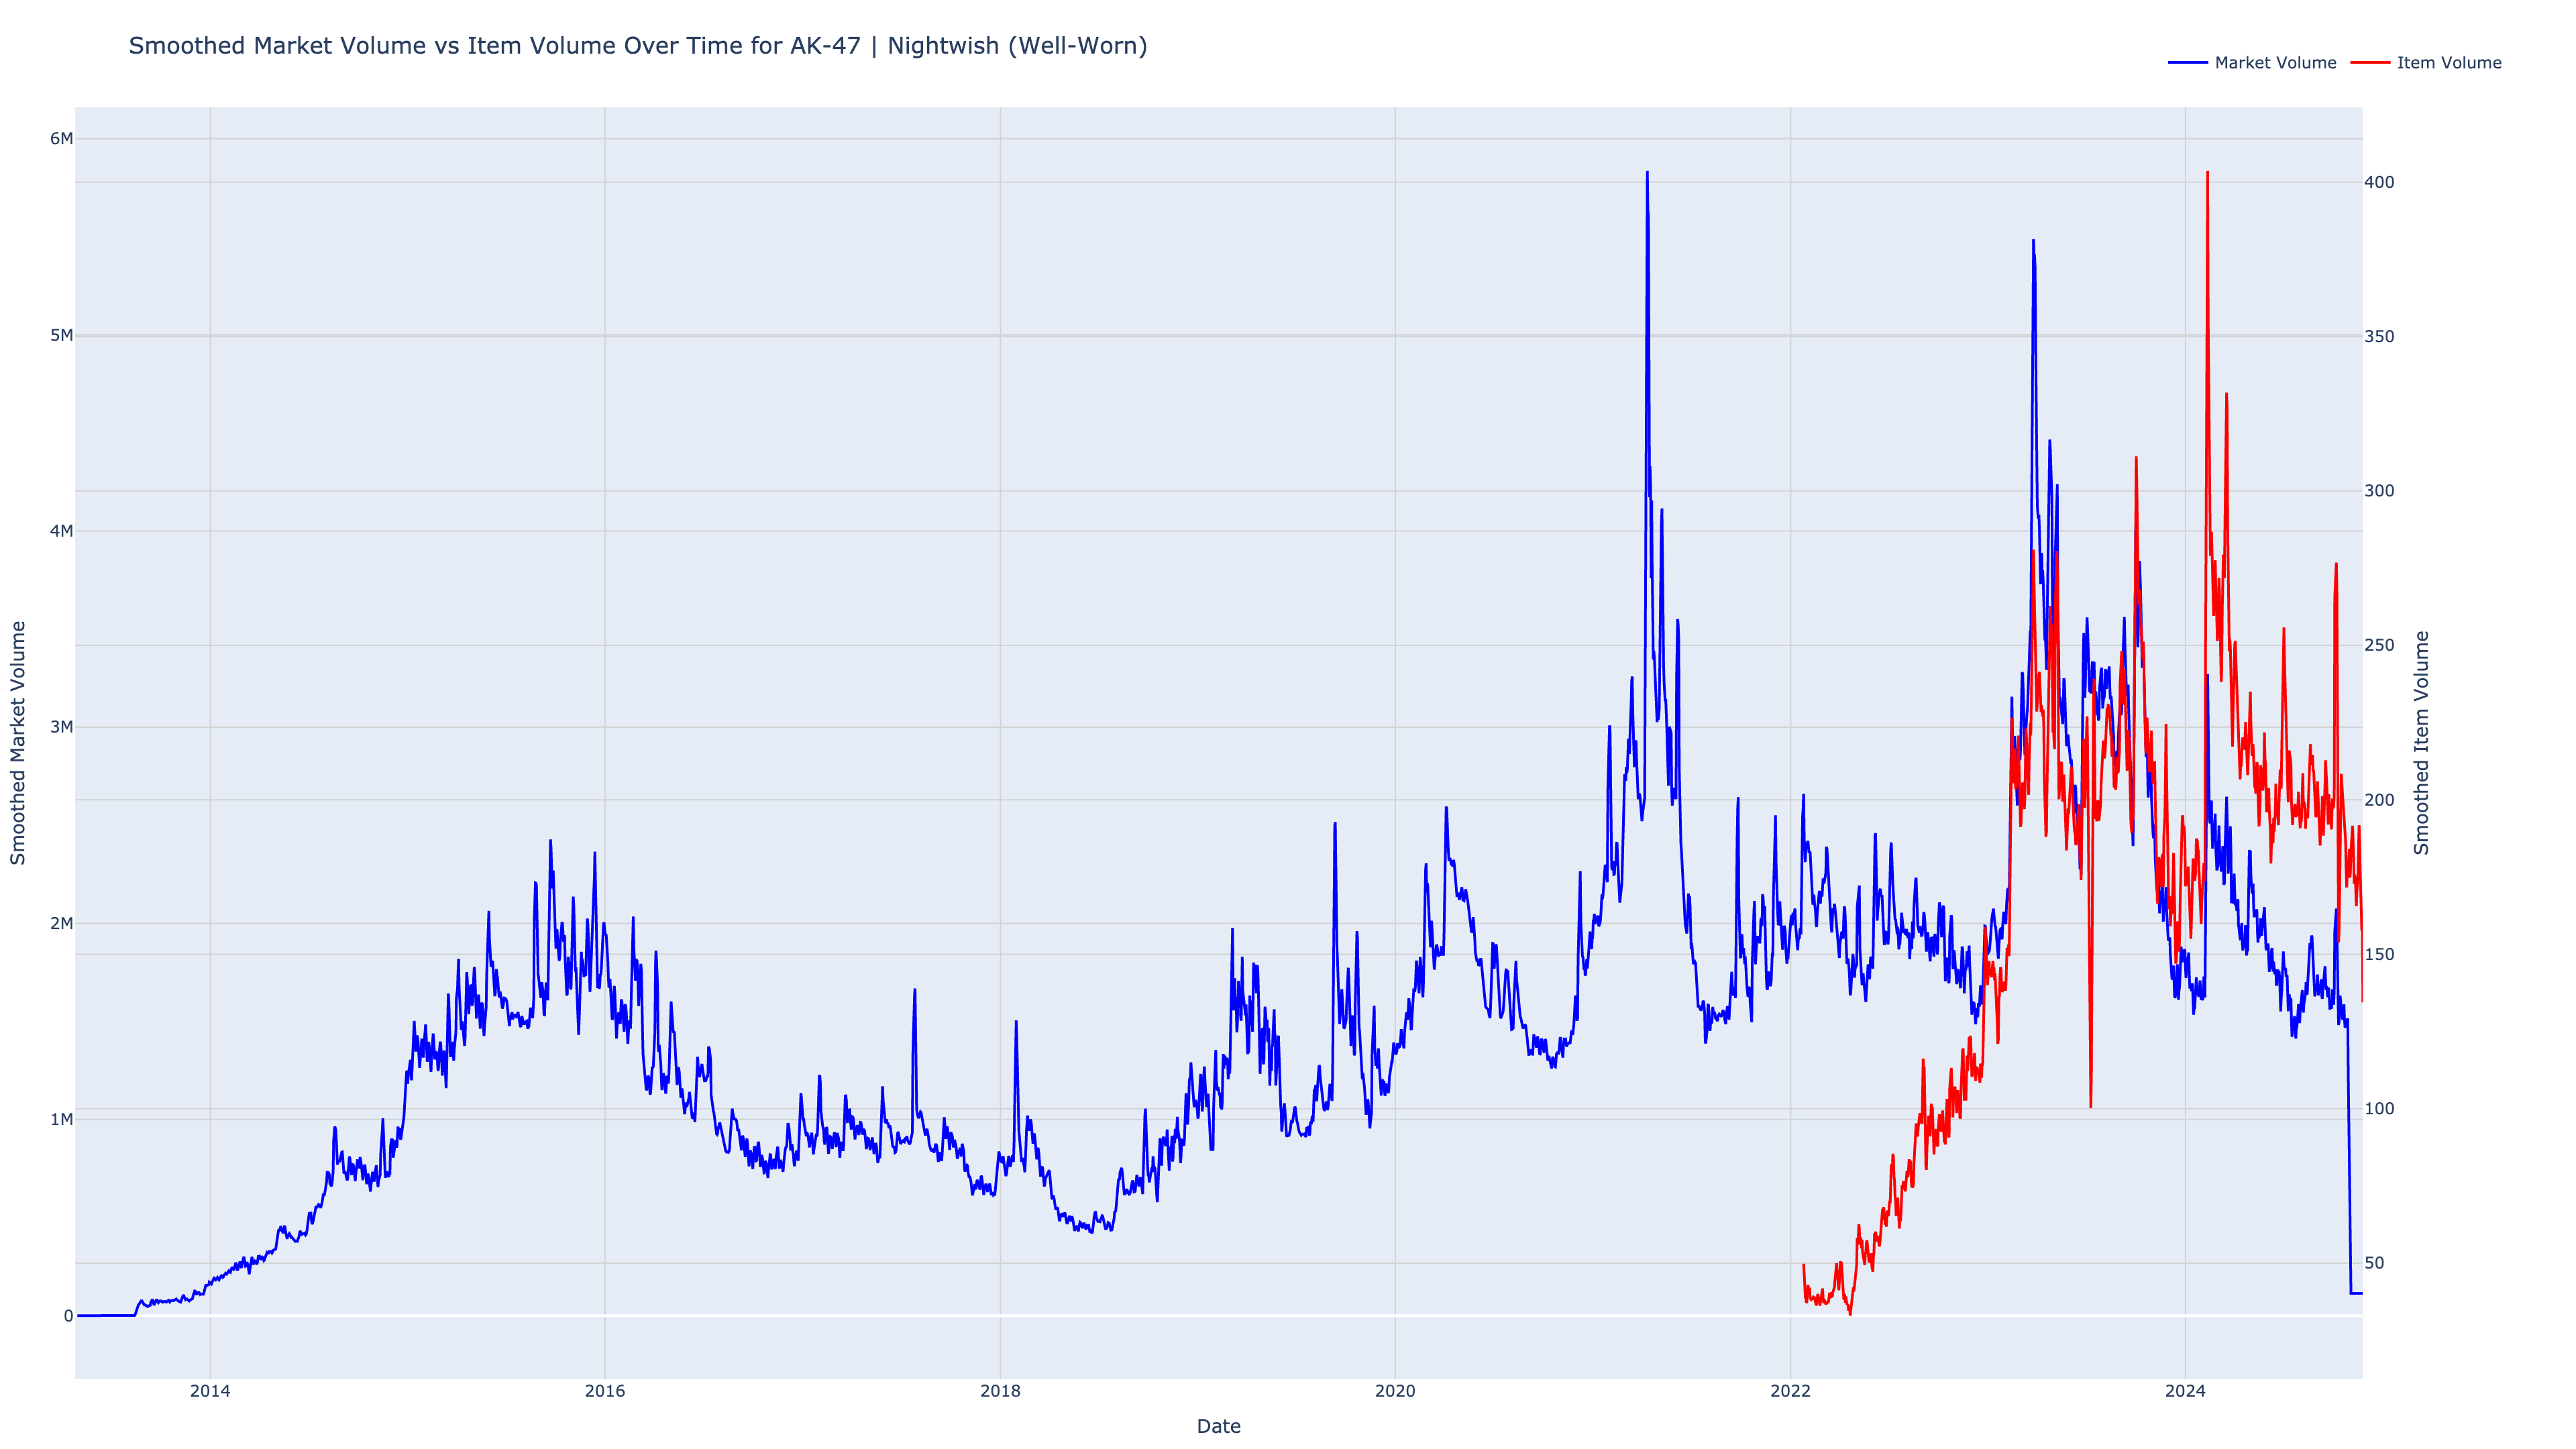 Smoothed Market Volume vs Item Volume Over Time for AK-47 | Nightwish (Well-Worn)
Market Volume
Item Volume
6M
5M
4M
3M
2M
1M
0
Smoothed Market Volume
400
350
300
250
200
150
100
50
Smoothed Item Volume
2014
2016
2018
2020
2022
2024
Date